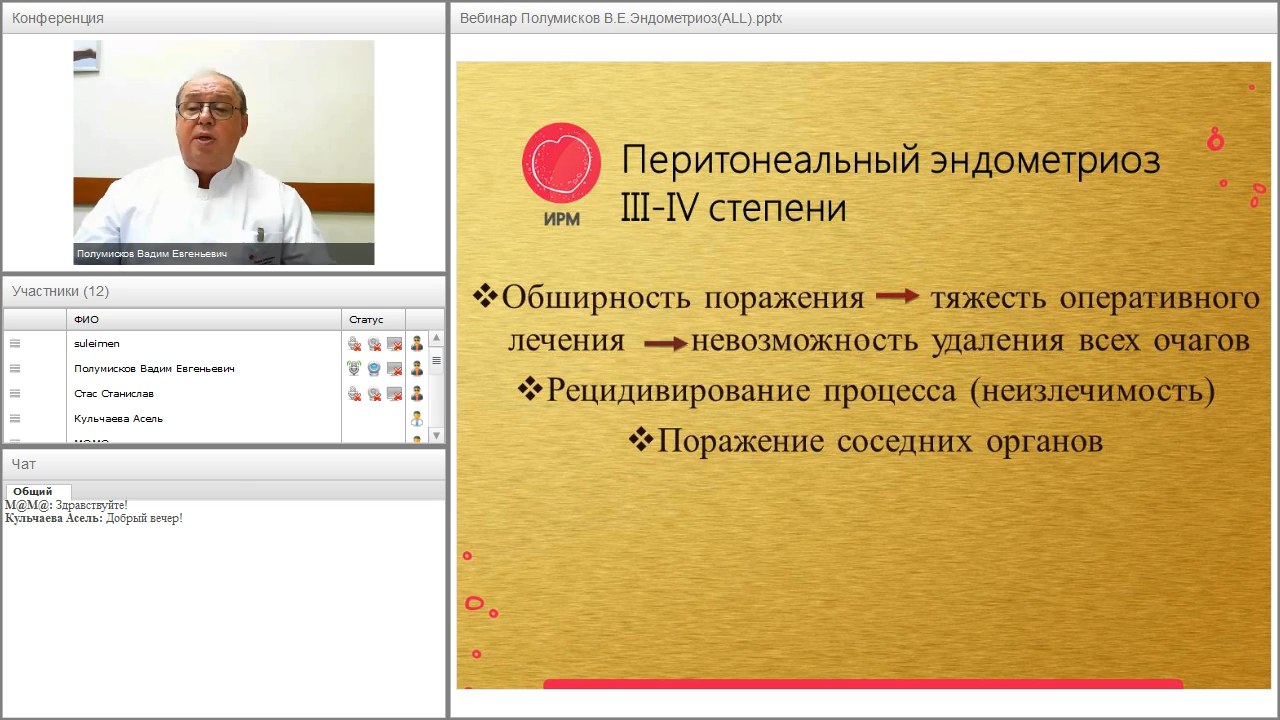 Конференция
Полумисков Вадим Евгеньевич
Участники (12)
ФИО Статус
suleimen
Полумисков Вадим Евгеньевич
Стас Станислав
Кульчаева Асель
Чат
Общий
M@M@: Здравствуйте!
Кульчаева Асель: Добрый вечер!
Вебинар Полумисков В.Е.Эндометриоз(ALL).pptx
ИРМ
Перитонеальный эндометриоз
III-IV степени
❖Обширность поражения → тяжесть оперативного
лечения →невозможность удаления всех очагов
❖Рецидивирование процесса (неизлечимость)
❖Поражение соседних органов